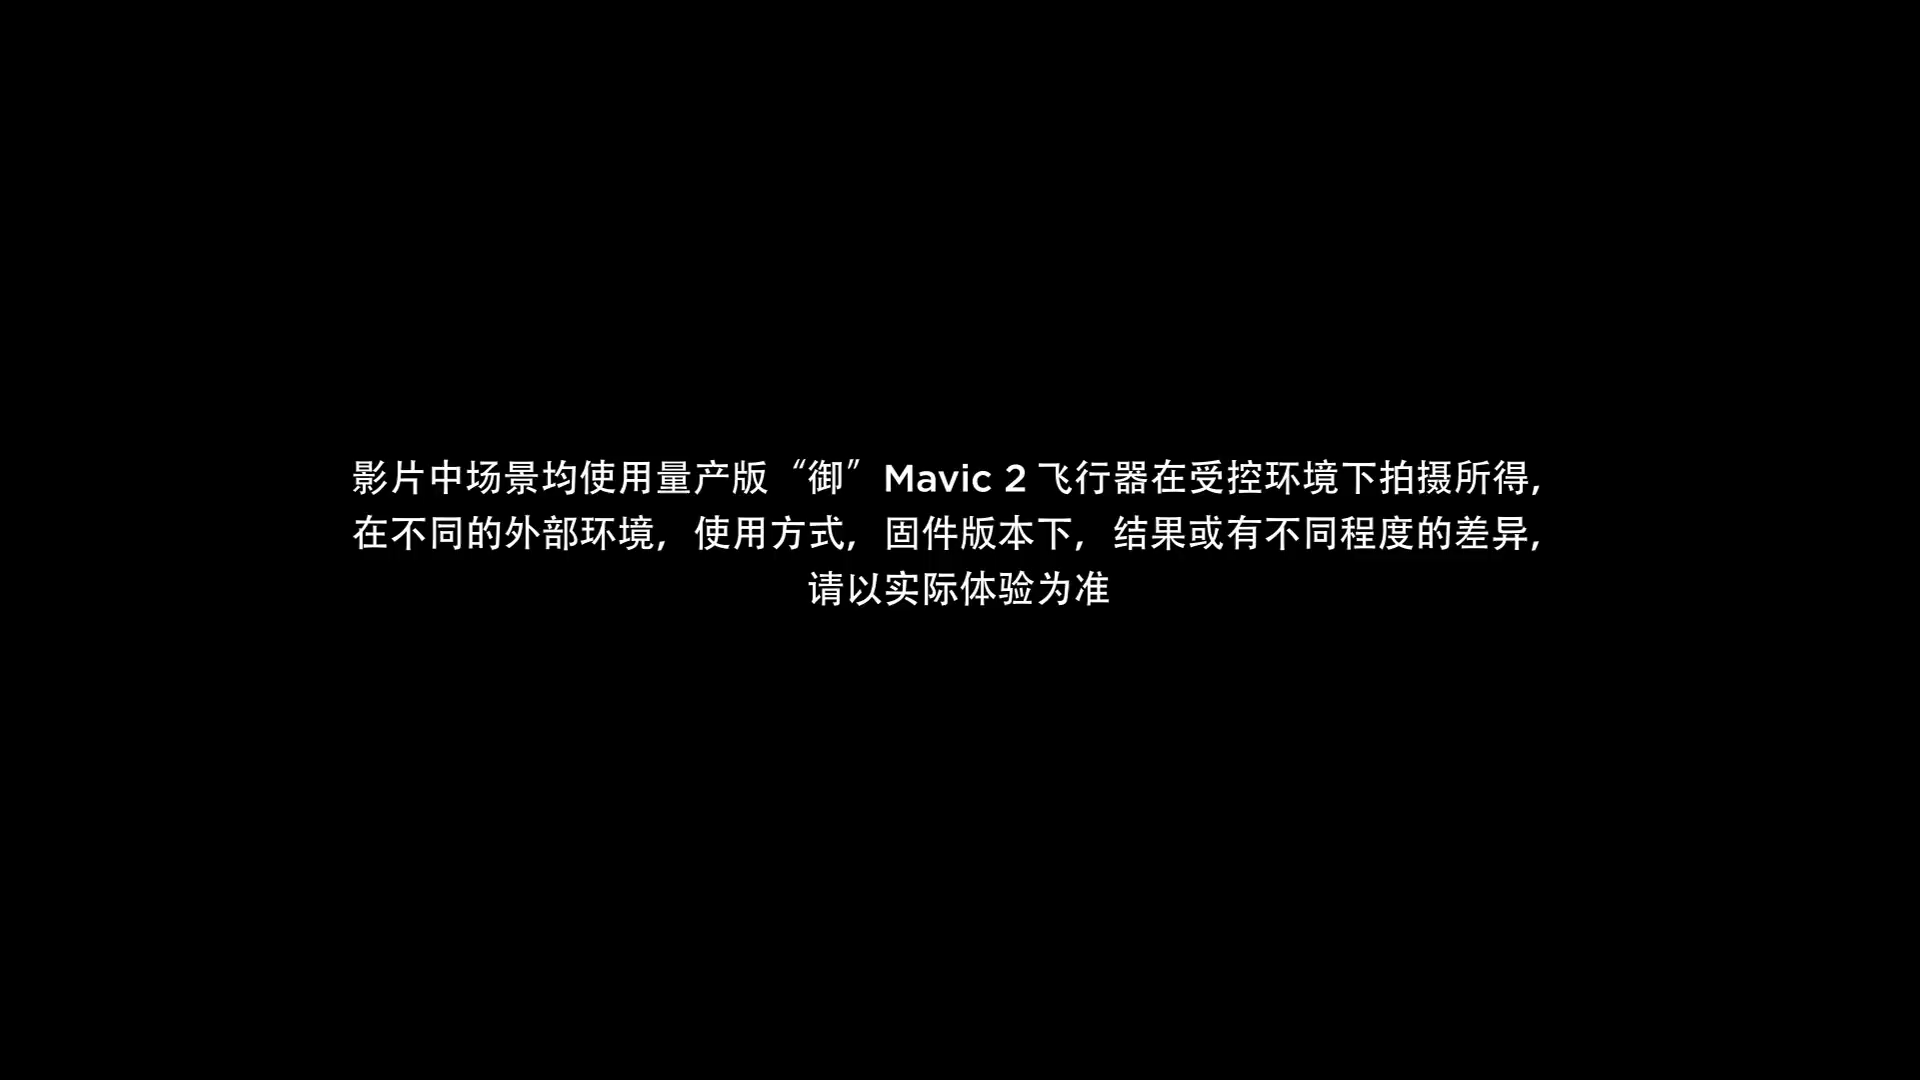 影片中场景均使用量产版“御”Mavic 2 飞行器在受控环境下拍摄所得,
在不同的外部环境, 使用方式, 固件版本下, 结果或有不同程度的差异,
请以实际体验为准